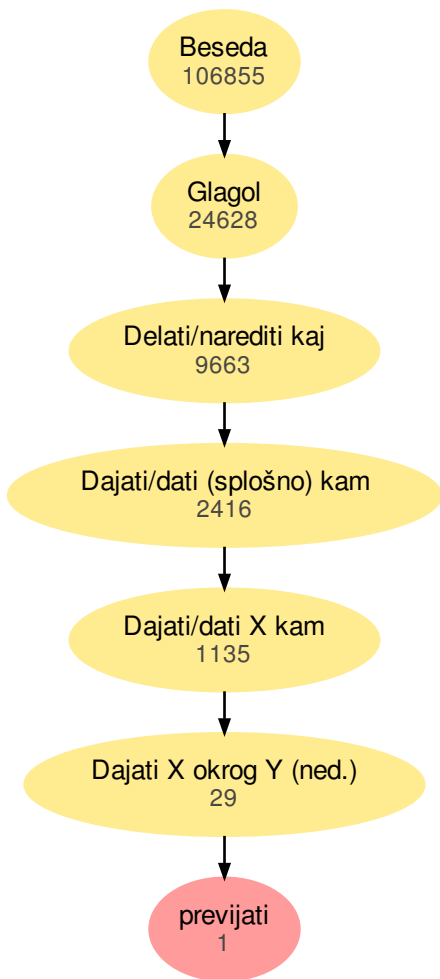 Beseda
106855
Glagol
24628
Delati/narediti kaj
9663
Dajati/dati (splošno) kam
2416
Dajati/dati X kam
1135
Dajati X okrog Y (ned.)
29
previjati
1